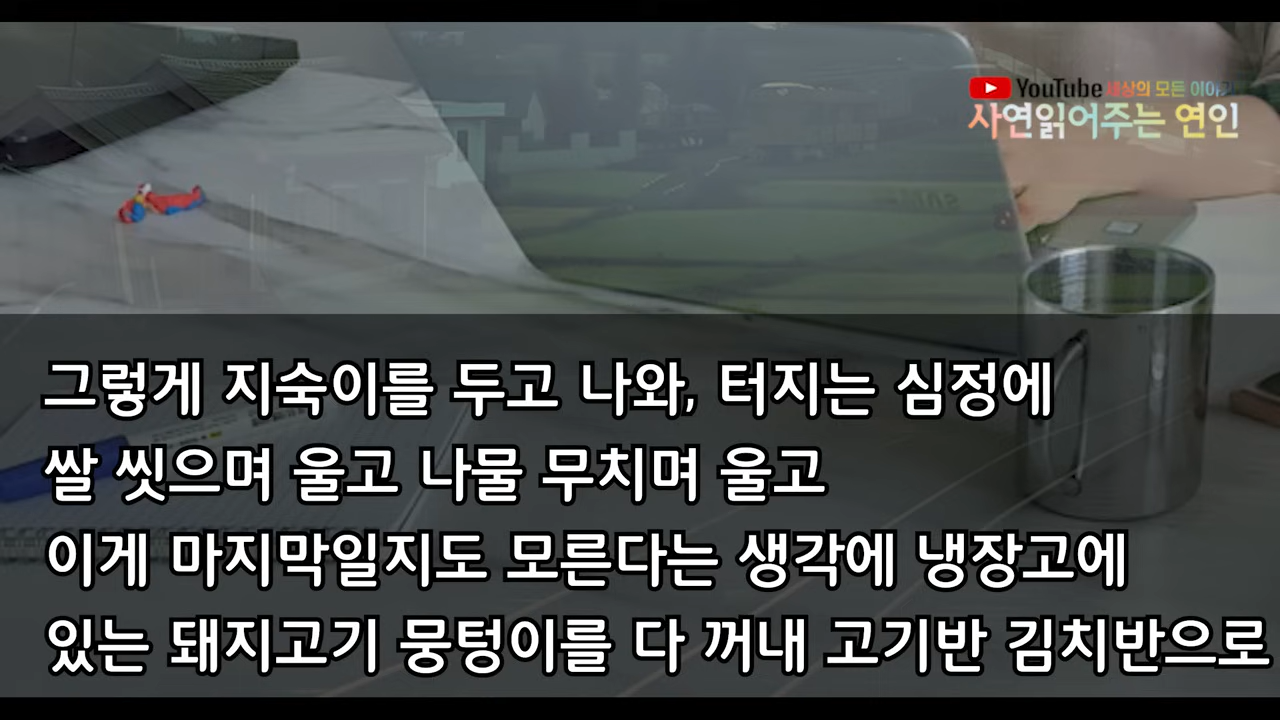 YouTube 세상의 모든 이야기
사연읽어주는 연인
그렇게 지숙이를 두고 나와, 터지는 심정에
쌀 씻으며 울고 나물 무치며 울고
이게 마지막일지도 모른다는 생각에 냉장고에
있는 돼지고기 뭉텅이를 다 꺼내 고기반 김치반으로